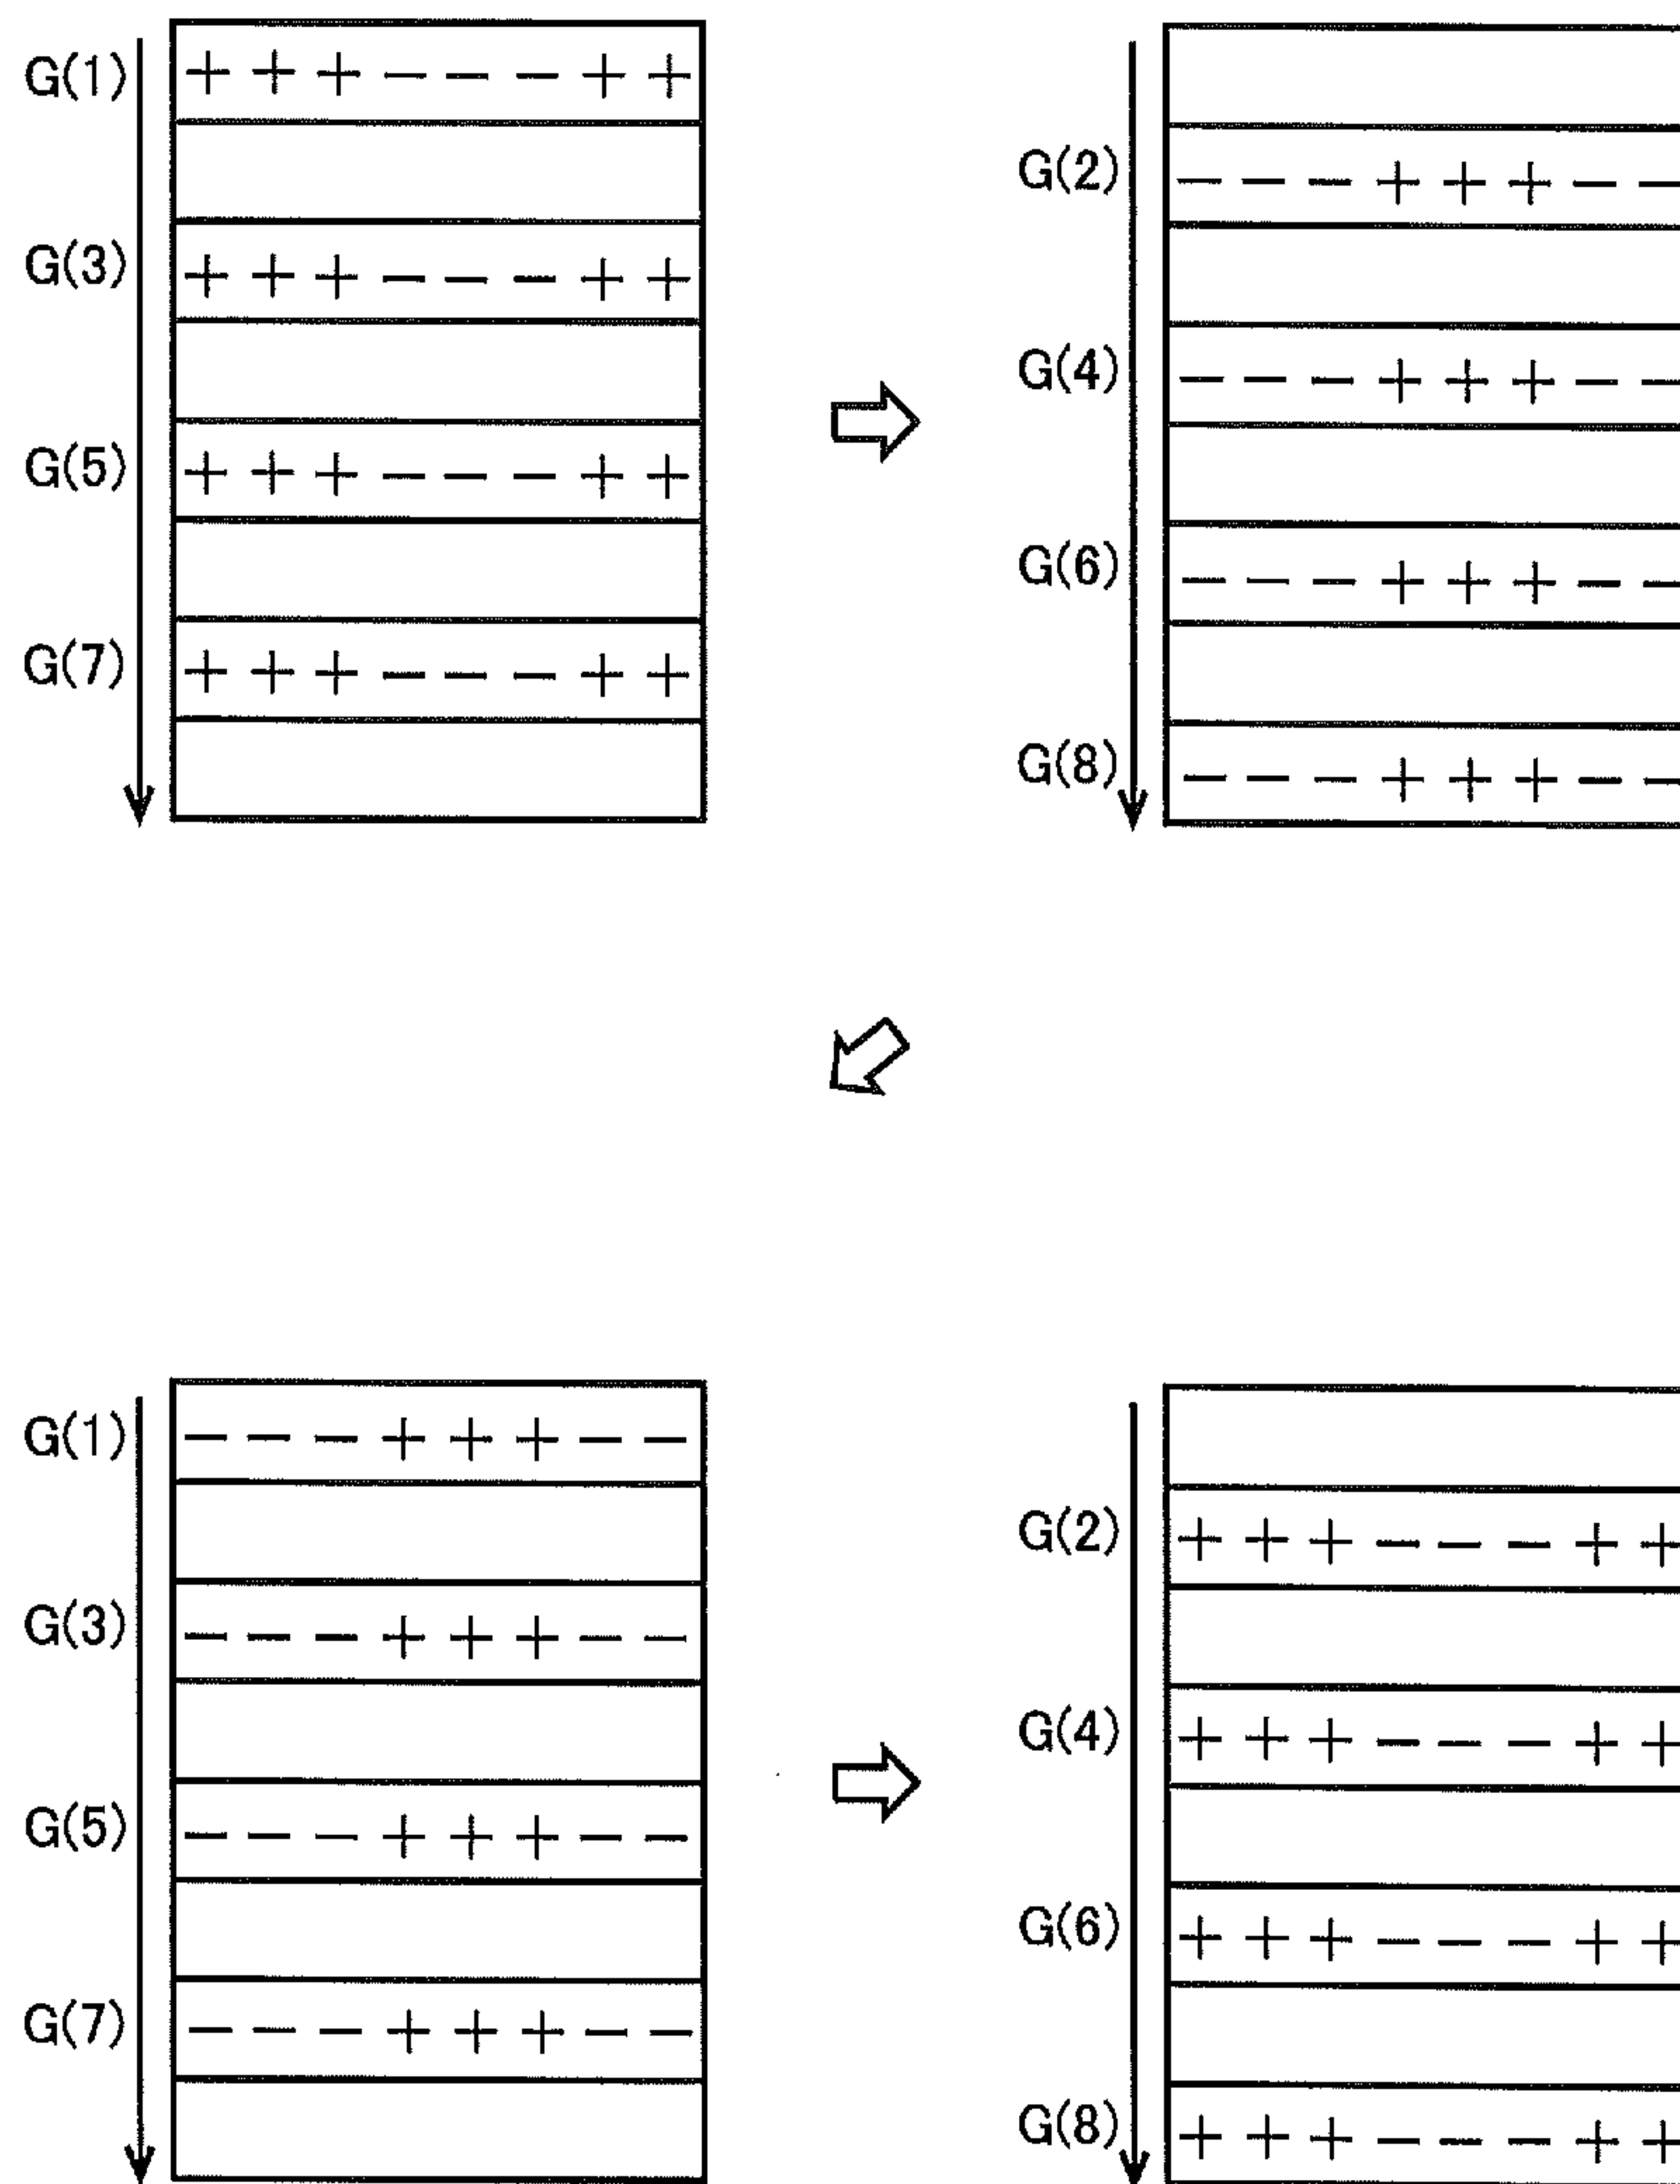 G(1) + + + − − − + +
G(3) + + + − − − + +
G(5) + + + − − − + +
G(7) + + + − − − + +
G(2) − − − + + + − −
G(4) − − − + + + − −
G(6) − − − + + + − −
G(8) − − − + + + − −
G(1) − − − + + + − −
G(3) − − − + + + − −
G(5) − − − + + + − −
G(7) − − − + + + − −
G(2) + + + − − − + +
G(4) + + + − − − + +
G(6) + + + − − − + +
G(8) + + + − − − + +